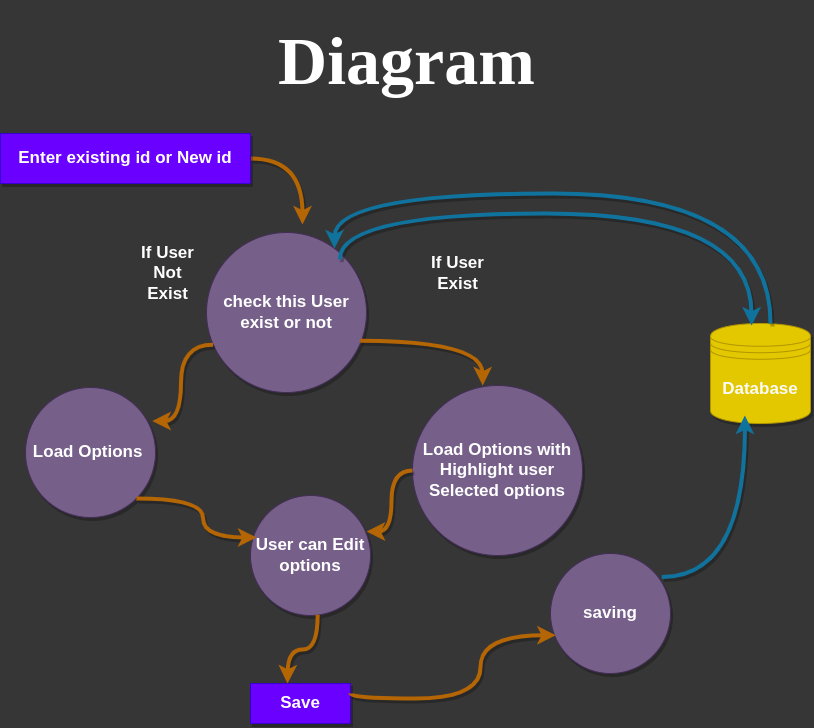 Diagram
Enter existing id or New id
If User
Not
Exist
If User
Exist
check this User
exist or not
Database
Load Options
Load Options with
Highlight user
Selected options
User can Edit
options
saving
Save